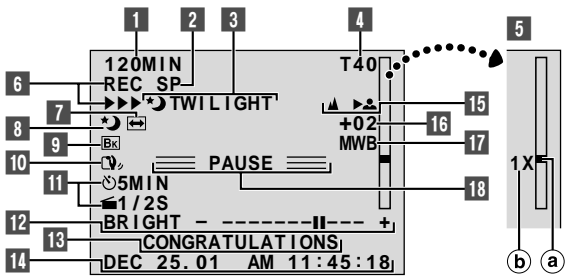 1 2 3 4 5
120MIN T40
6 REC SP
TWILIGHT 15
7
8 +02 16
9 BK MWB 17
10 PAUSE 1X
11 5MIN 18
1/2S
12 BRIGHT - --------- --- + b a
13 CONGRATULATIONS
14 DEC 25.01 AM 11:45:18